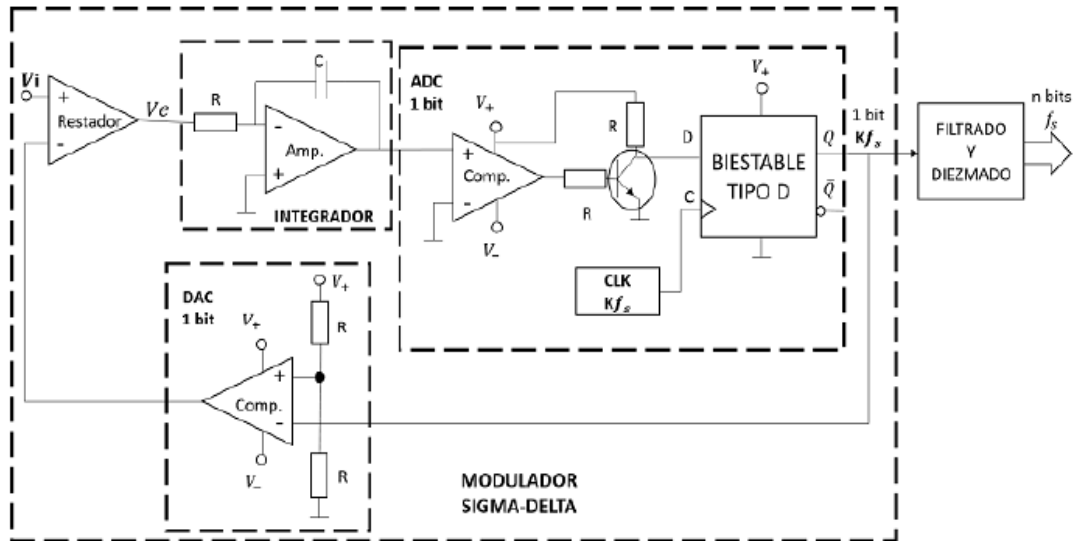 Vi
+
-
Restador
Ve
R
C
-
+
Amp.
INTEGRADOR
ADC
1 bit
V₊
+
-
Comp.
V₋
R
R
V₊
D
C
BIESTABLE
TIPO D
Q
Q̅
CLK
Kfₛ
1 bit
Kfₛ
FILTRADO
Y
DIEZMADO
n bits
fₛ
DAC
1 bit
V₊
V₊
R
+
-
Comp.
V₋
R
MODULADOR
SIGMA-DELTA